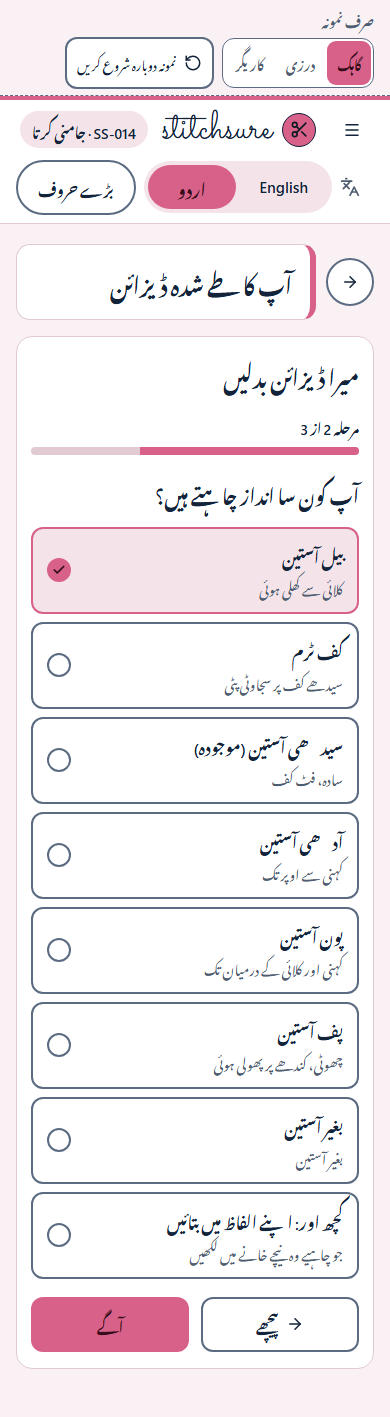 صرف نمونہ
گاہک
درزی
کاریگر
نمونہ دوبارہ شروع کریں
stitchsure
SS-014 · جامنی کرتا
English
اردو
بڑے حروف
آپ کا طے شدہ ڈیزائن
میرا ڈیزائن بدلیں
مرحلہ 2 از 3
آپ کون سا انداز چاہتے ہیں؟
بیل آستین
کلائی سے کھلی ہوئی
کف ٹرم
سیدھے کف پر سجاوٹی پٹی
سیدھی آستین (موجودہ)
سادہ، فٹ کف
آدھی آستین
کہنی سے اوپر تک
پون آستین
کہنی اور کلائی کے درمیان تک
پف آستین
چھوٹی، کندھے پر پھولی ہوئی
بغیر آستین
بغیر آستین
کچھ اور: اپنے الفاظ میں بتائیں
جو چاہیے وہ نیچے خانے میں لکھیں
پیچھے
آگے